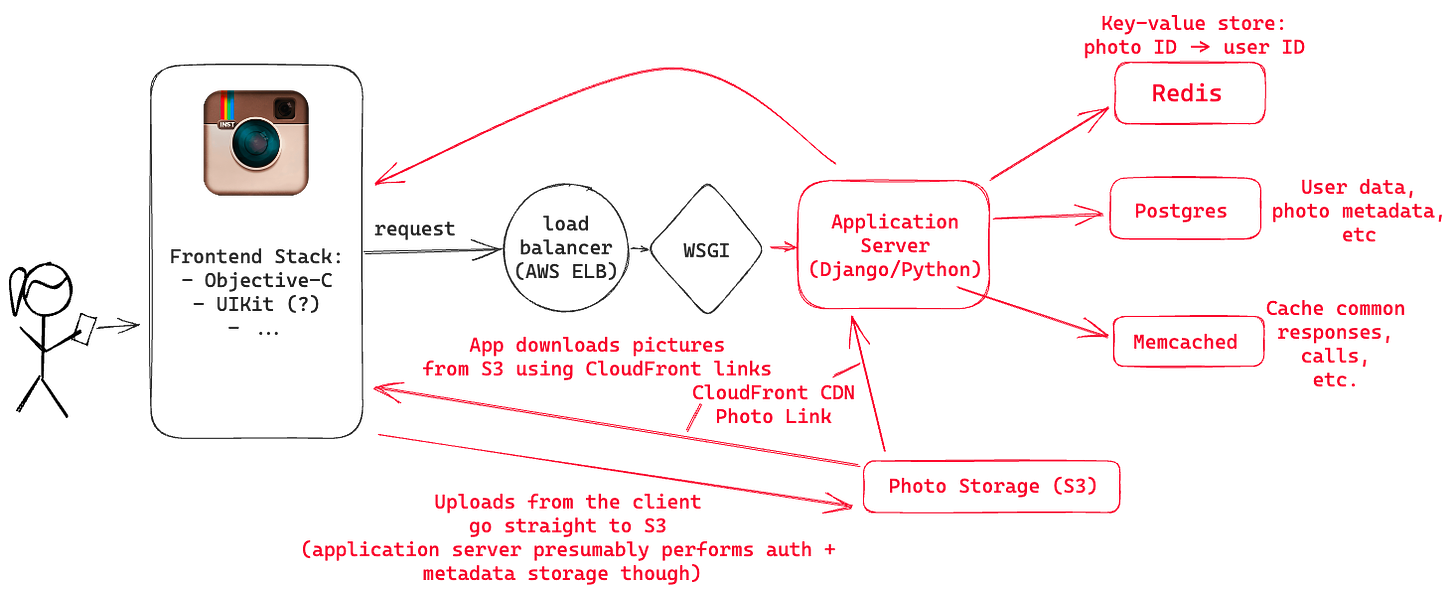 Key-value store:
photo ID → user ID
Redis
INST
request
load
balancer
(AWS ELB)
WSGI
Application
Server
(Django/Python)
Postgres
User data,
photo metadata,
etc
Frontend Stack:
- Objective-C
- UIKit (?)
- ...
Memcached
Cache common
responses,
calls,
etc.
App downloads pictures
from S3 using CloudFront links
CloudFront CDN
Photo Link
Photo Storage (S3)
Uploads from the client
go straight to S3
(application server presumably performs auth +
metadata storage though)